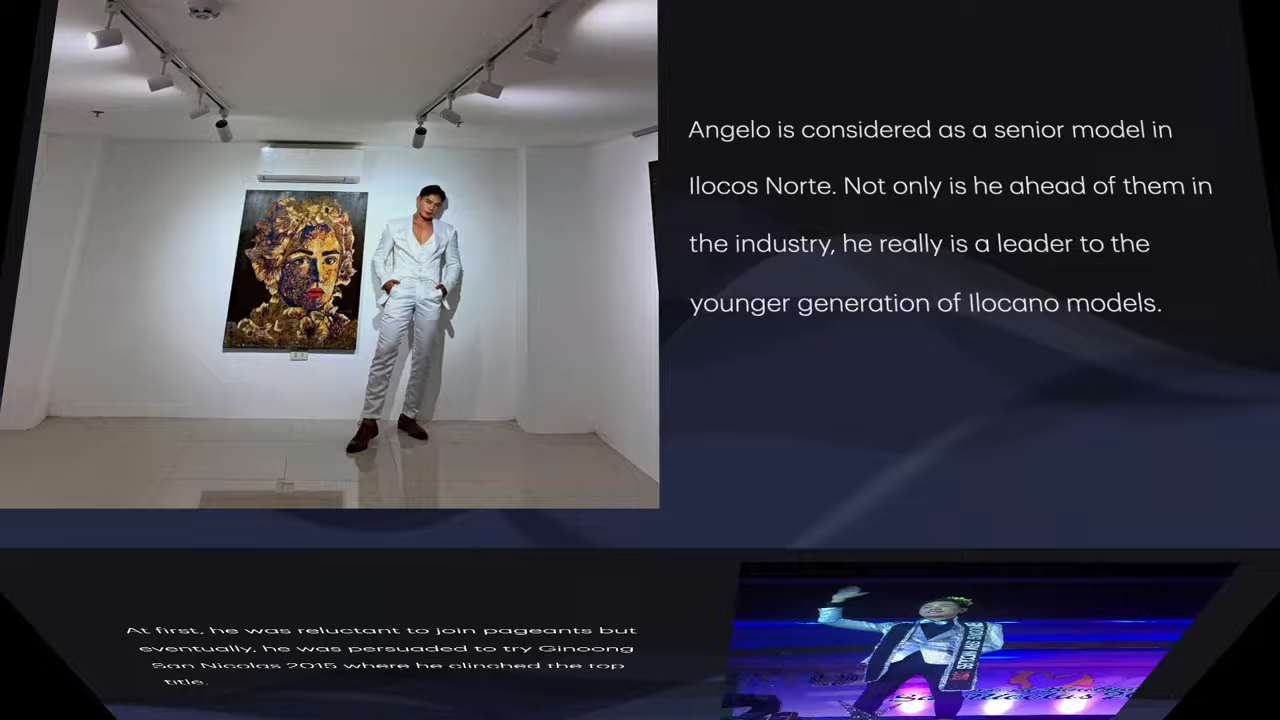 Angelo is considered as a senior model in
Ilocos Norte. Not only is he ahead of them in
the industry, he really is a leader to the
younger generation of Ilocano models.
At first, he was reluctant to join pageants but
eventually, he was persuaded to try Ginoong
San Nicolas 2015 where he clinched the top
title.